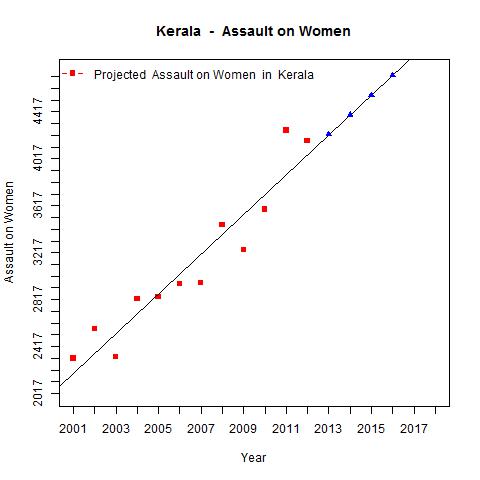 Kerala - Assault on Women
Projected Assault on Women in Kerala
Assault on Women
4417
4017
3617
3217
2817
2417
2017
2001 2003 2005 2007 2009 2011 2013 2015 2017
Year